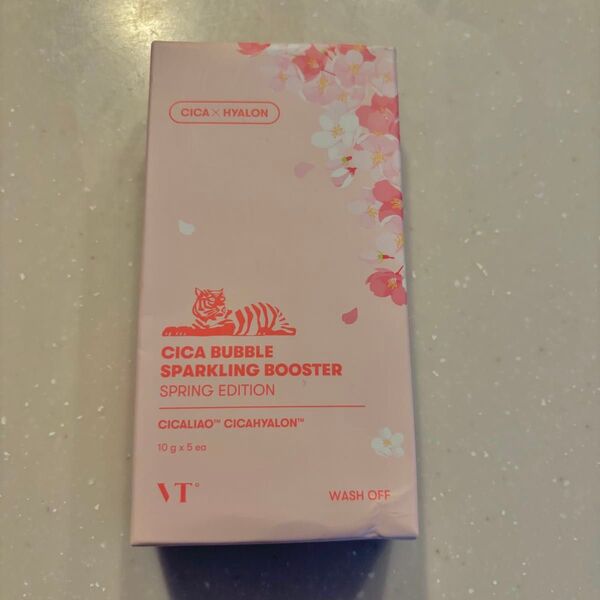 CICA × HYALON
CICA BUBBLE
SPARKLING BOOSTER
SPRING EDITION
CICALIAO™ CICAHYALON™
10 g x 5 ea
VT°
WASH OFF